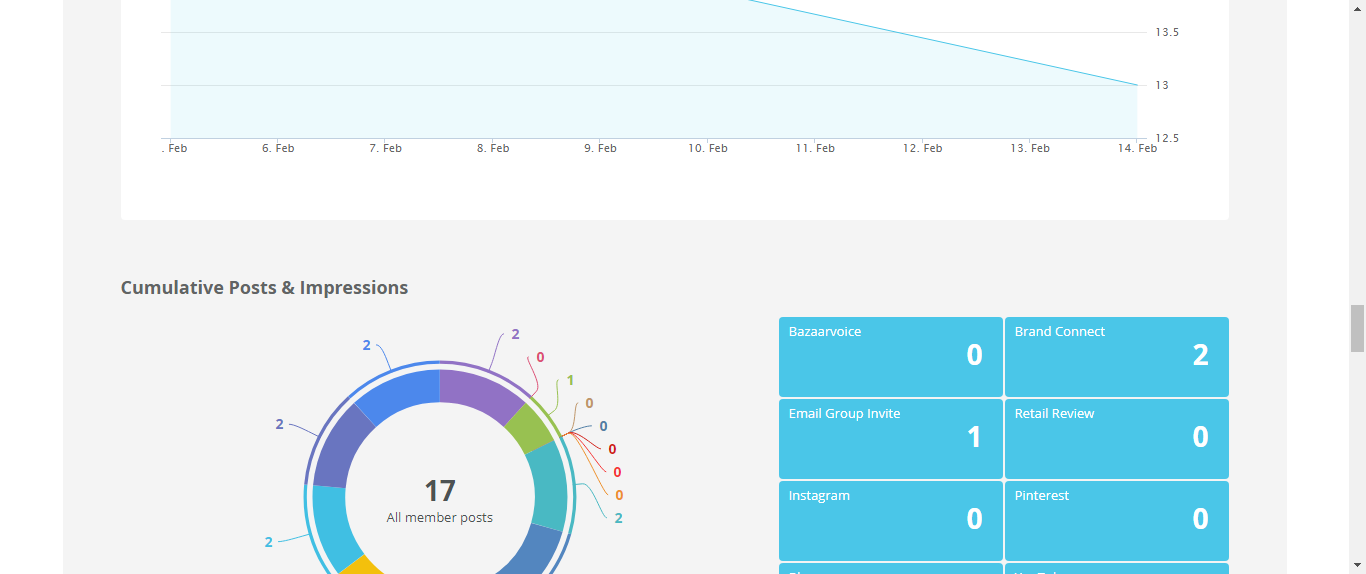 13.5
13
12.5
. Feb 6. Feb 7. Feb 8. Feb 9. Feb 10. Feb 11. Feb 12. Feb 13. Feb 14. Feb
Cumulative Posts & Impressions
2
0
1
0
0
0
0
0
2
2
2
2
17
All member posts
Bazaarvoice
0
Brand Connect
2
Email Group Invite
1
Retail Review
0
Instagram
0
Pinterest
0